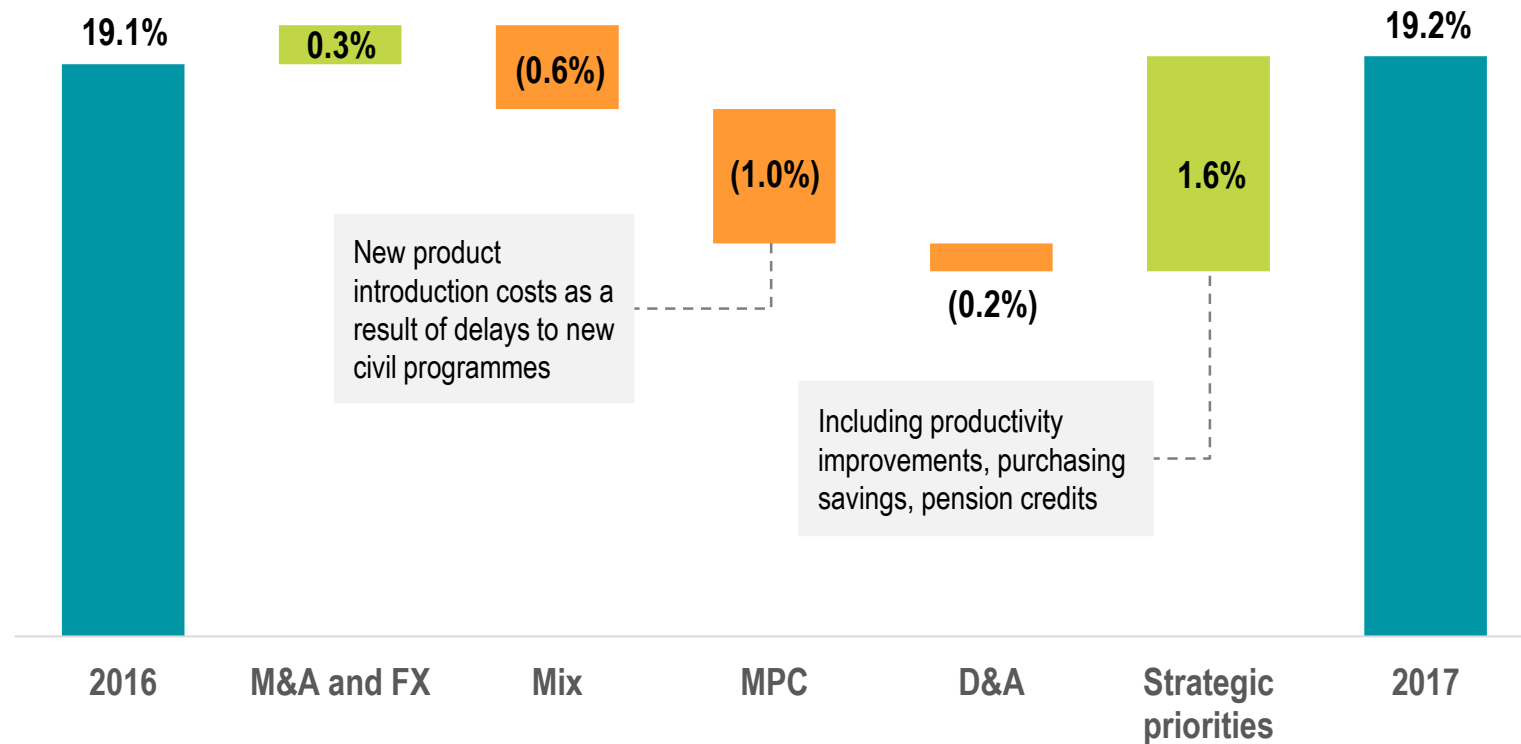 19.1%
0.3%
(0.6%)
(1.0%)
(0.2%)
1.6%
19.2%
New product
introduction costs as a
result of delays to new
civil programmes
Including productivity
improvements, purchasing
savings, pension credits
2016
M&A and FX
Mix
MPC
D&A
Strategic
priorities
2017